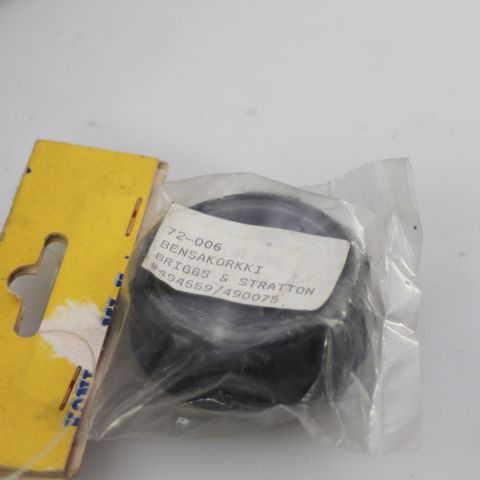 72-006
BENSAKORKKI
BRIGGS & STRATTON
#494559/490075